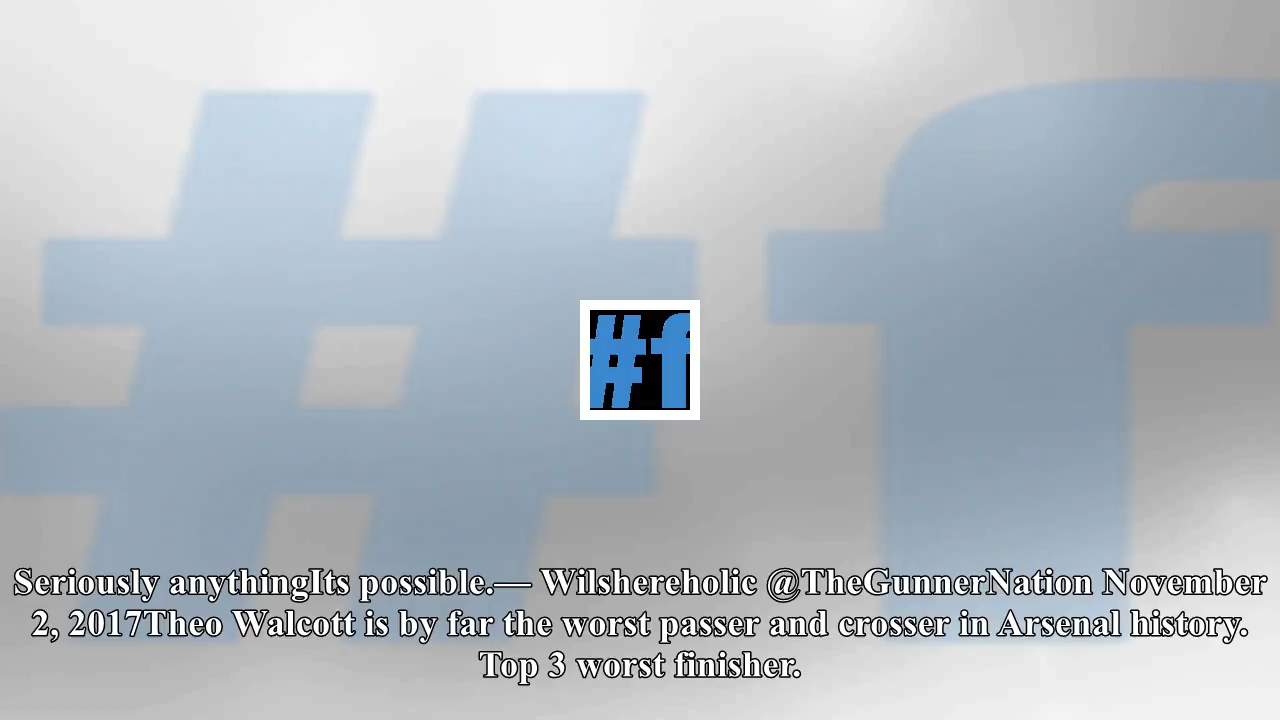 #f
#f
Seriously anythingIts possible.— Wilshereholic @TheGunnerNation November
2, 2017Theo Walcott is by far the worst passer and crosser in Arsenal history.
Top 3 worst finisher.